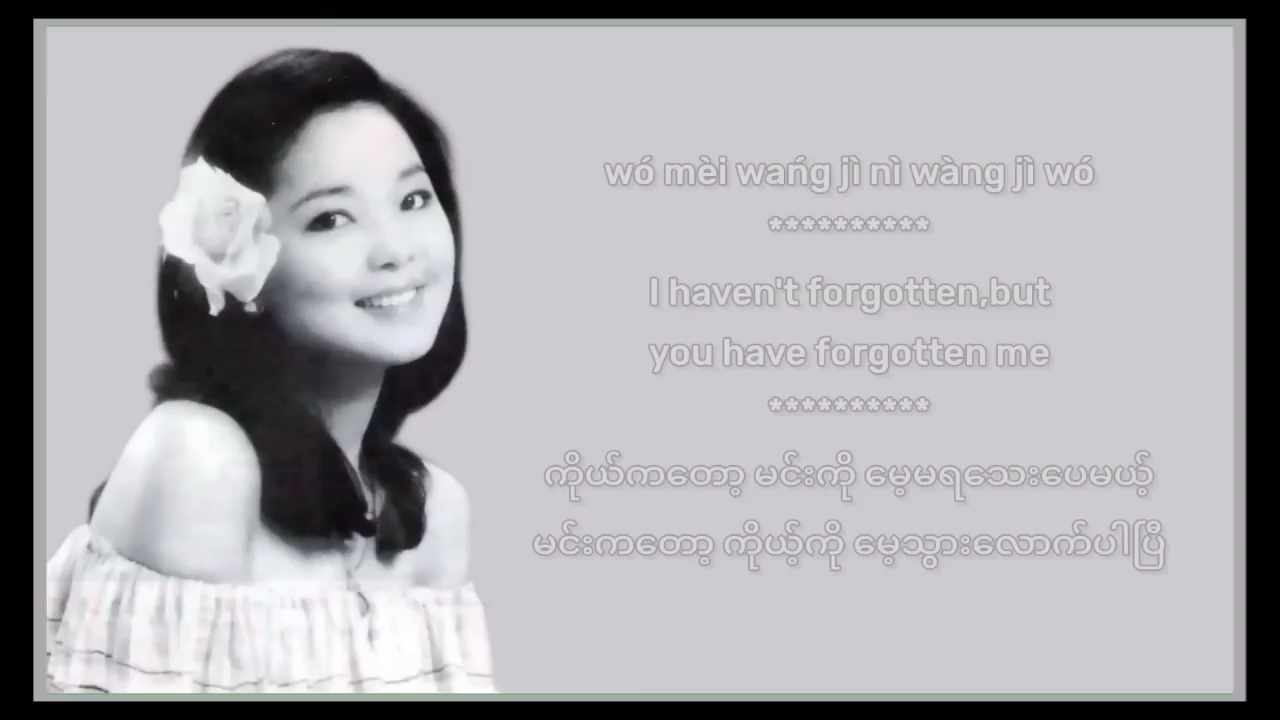 wó mèi wańg jì nì wàng jì wó
**********
I haven't forgotten,but
you have forgotten me
**********
ကိုယ်ကတော့ မင်းကို မေ့မရသေးပေမယ့်
မင်းကတော့ ကိုယ့်ကို မေ့သွားလောက်ပါပြီ